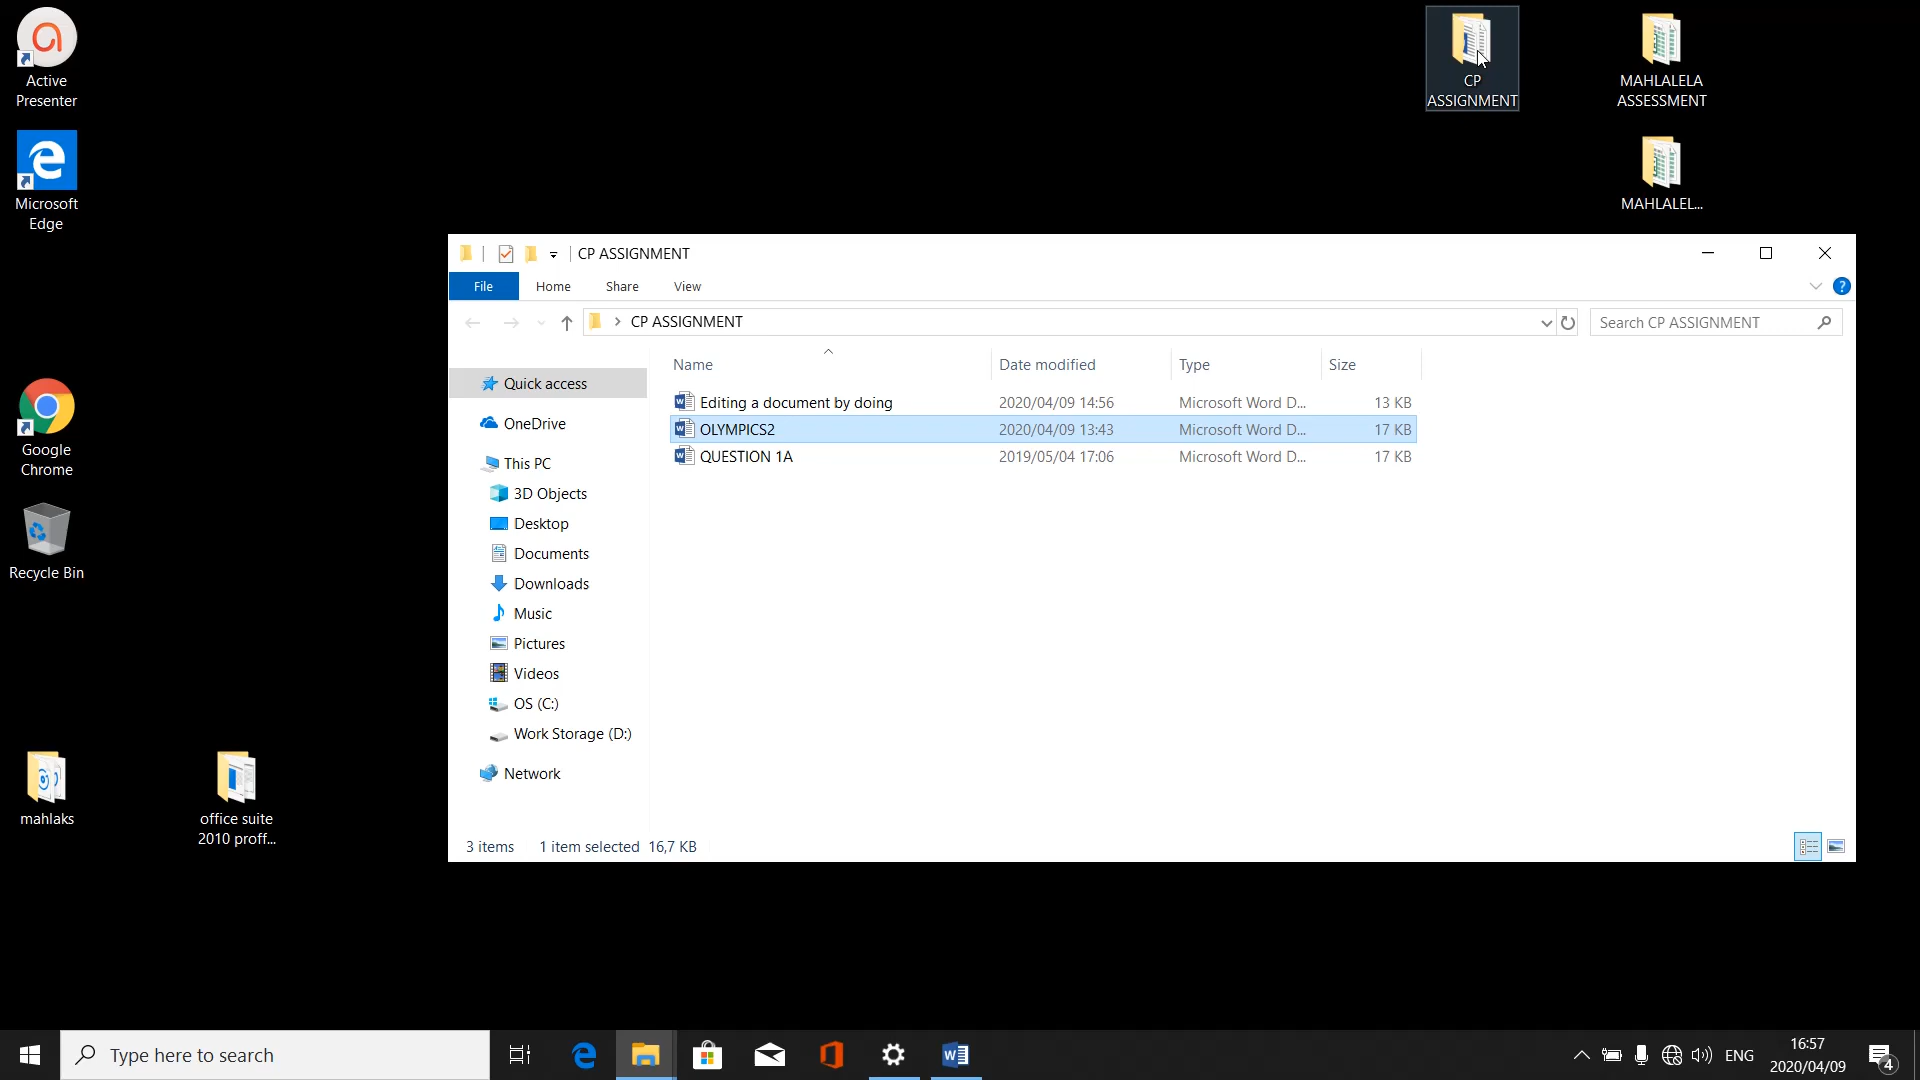 Active
Presenter
CP
ASSIGNMENT
MAHLALELA
ASSESSMENT
Microsoft
Edge
MAHLALEL...
CP ASSIGNMENT
File Home Share View
CP ASSIGNMENT
Search CP ASSIGNMENT
Name Date modified Type Size
Quick access
Editing a document by doing 2020/04/09 14:56 Microsoft Word D... 13 KB
OLYMPICS2 2020/04/09 13:43 Microsoft Word D... 17 KB
QUESTION 1A 2019/05/04 17:06 Microsoft Word D... 17 KB
OneDrive
This PC
3D Objects
Desktop
Documents
Downloads
Music
Pictures
Videos
OS (C:)
Work Storage (D:)
Network
3 items 1 item selected 16,7 KB
Google
Chrome
Recycle Bin
mahlaks
office suite
2010 proff...
Type here to search
ENG
16:57
2020/04/09
4